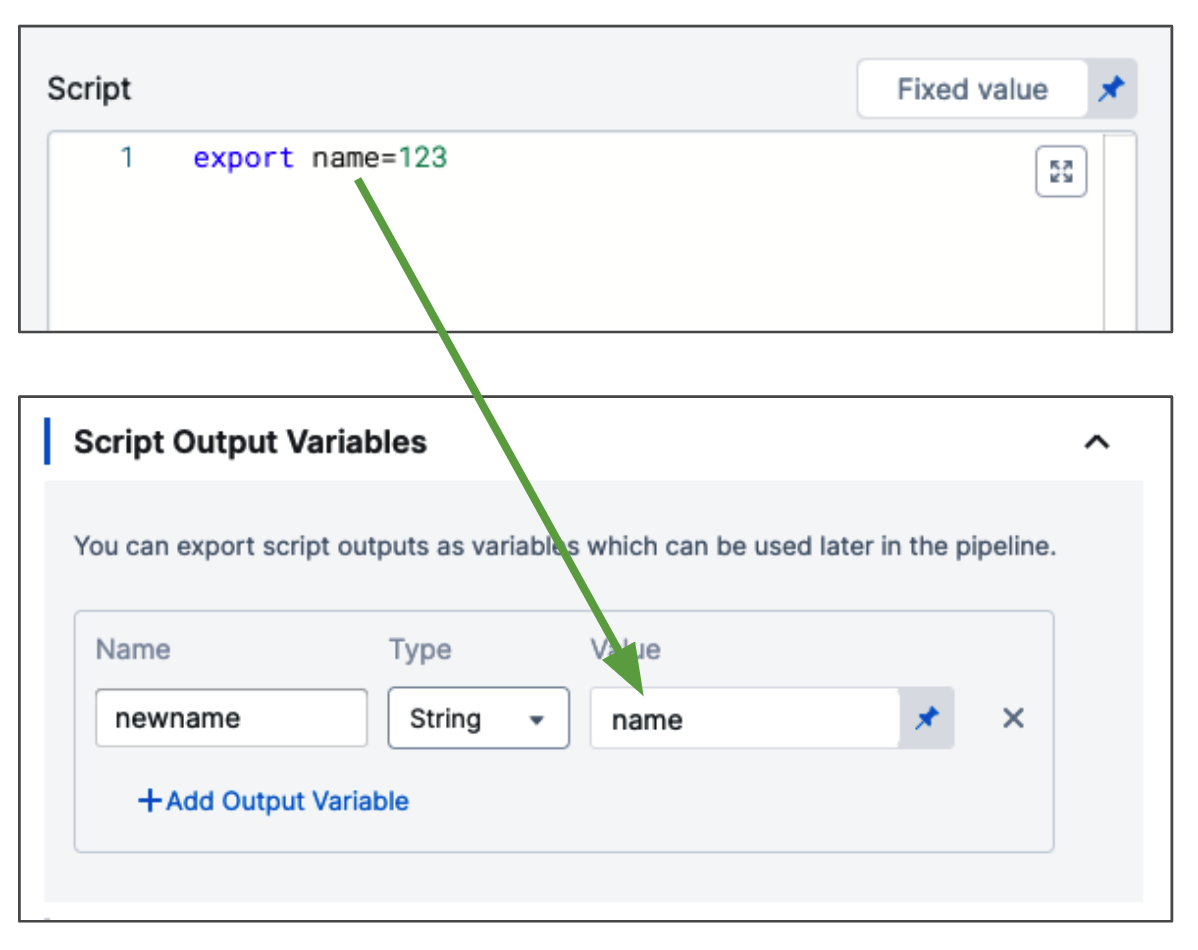 Script
Fixed value
1 export name=123
Script Output Variables
You can export script outputs as variables which can be used later in the pipeline.
Name Type Value
newname String name
+Add Output Variable